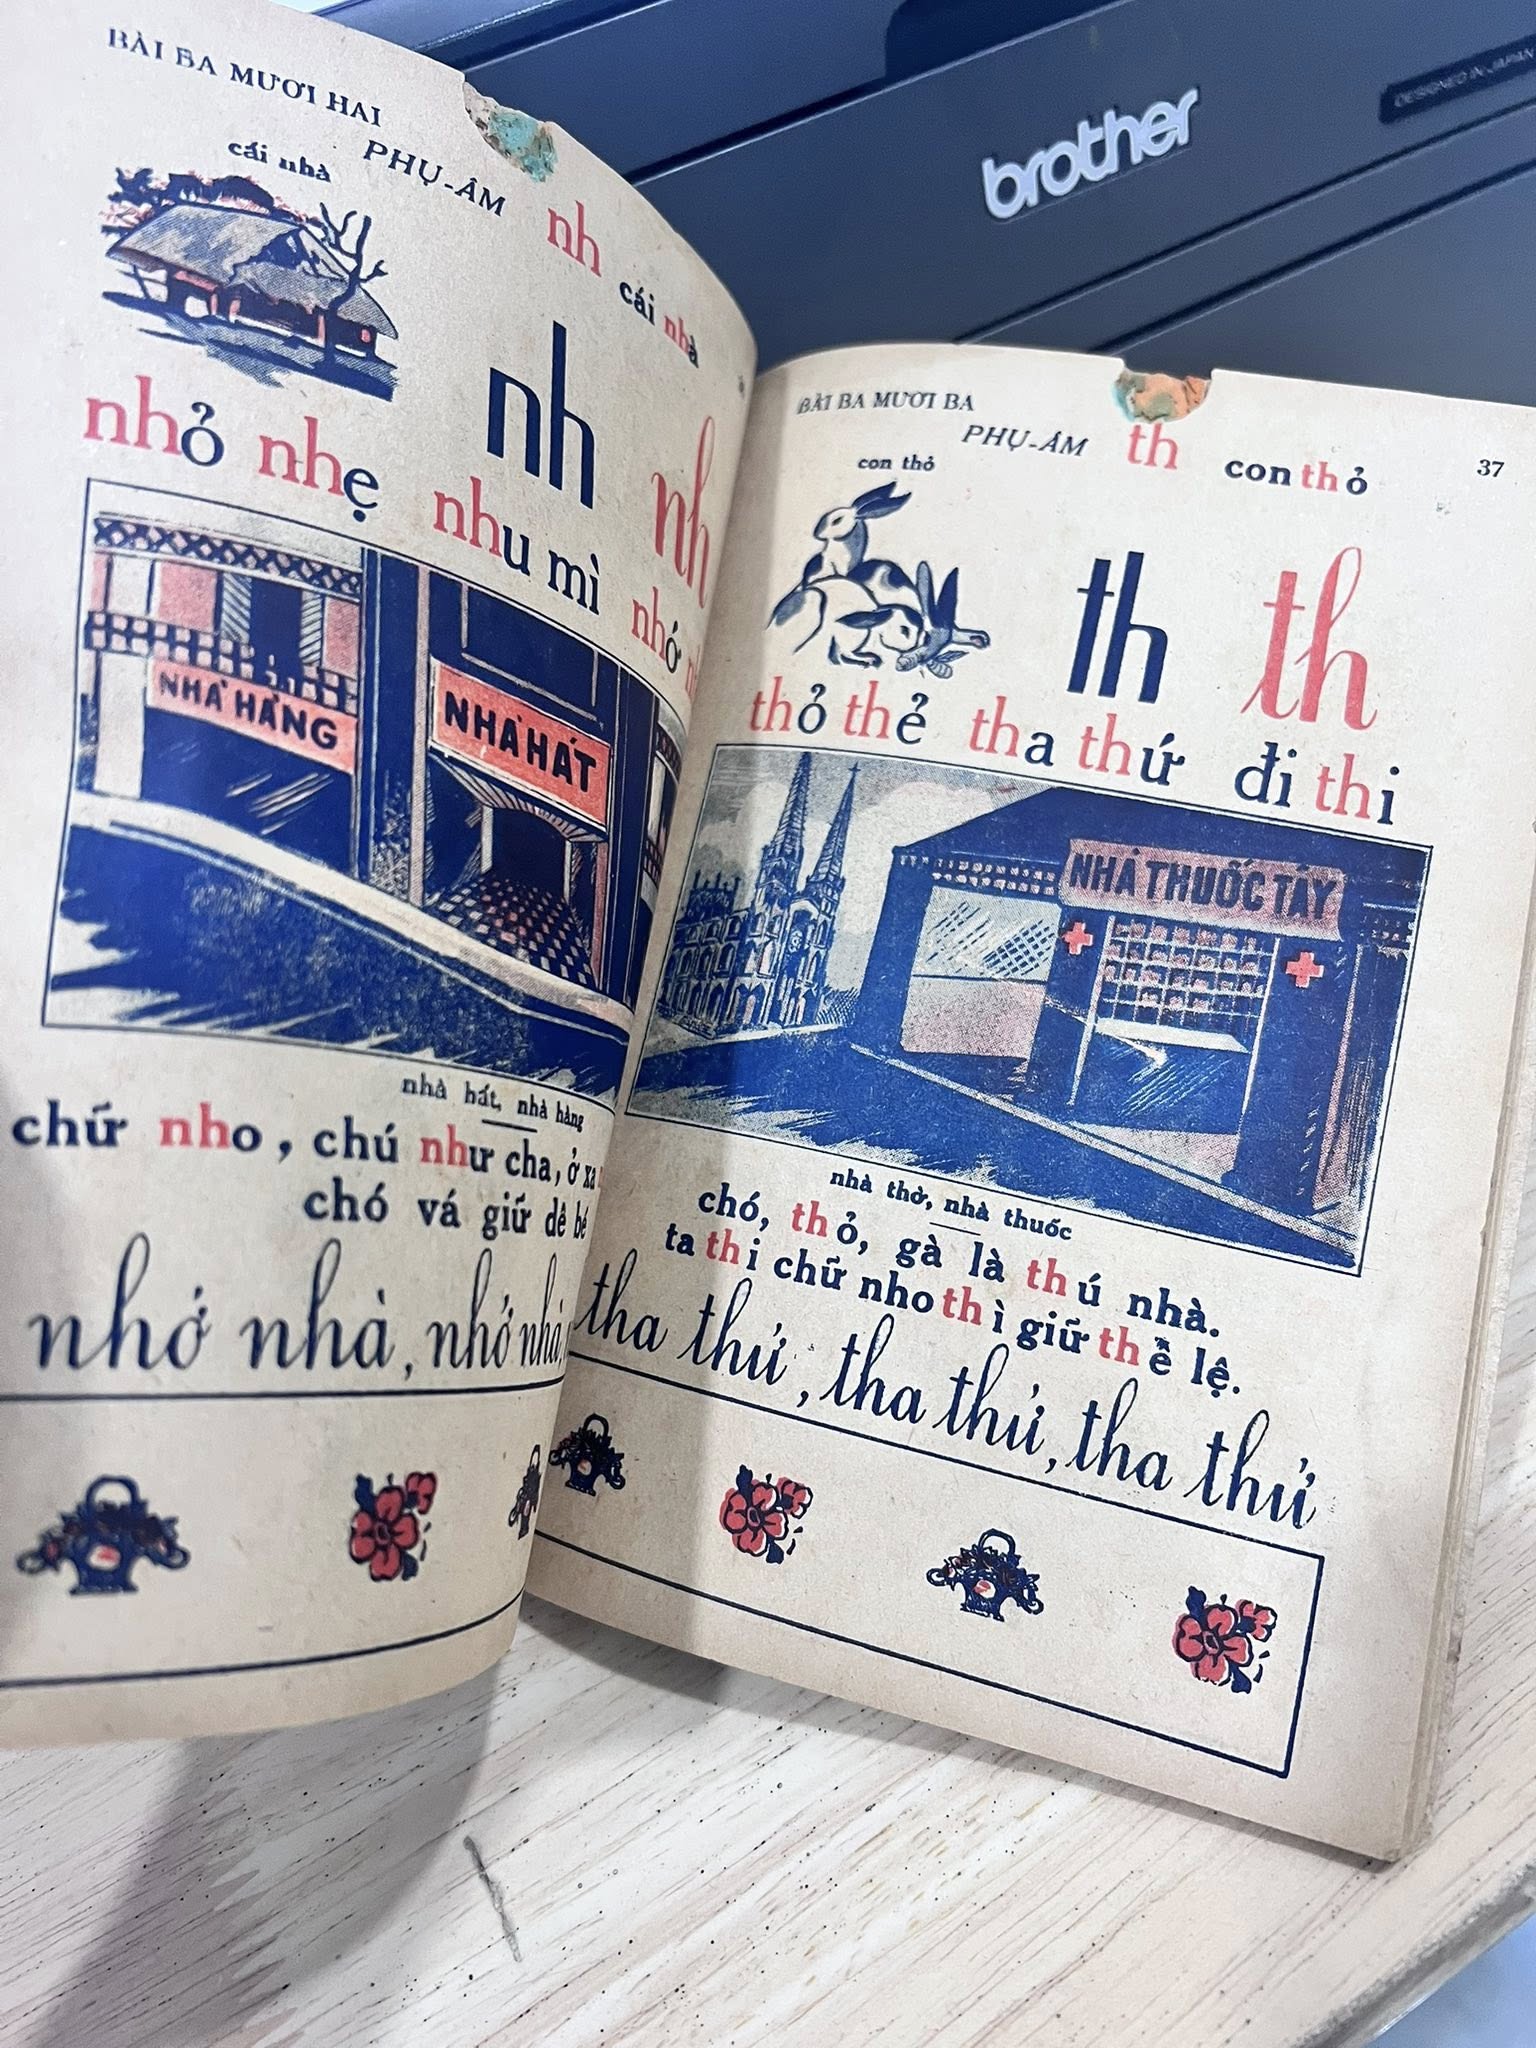 BÀI BA MƯƠI HAI
PHỤ-ÂM nh cái nhà
cái nhà
nh nh
nhỏ nhẹ nhu mì nhớ
NHÀ HÀNG
NHÀ HÁT
nhà hát, nhà hàng
chữ nho, chú như cha, ở xa
chó vá giữ dê bé
nhớ nhà, nhớ nhà,
BÀI BA MƯƠI BA
PHỤ-ÂM th con thỏ
37
con thỏ
th th
thỏ thẻ tha thứ đi thi
NHÀ THUỐC TÂY
nhà thờ, nhà thuốc
chó, thỏ, gà là thú nhà.
ta thi chữ nho thì giữ thể lệ.
tha thứ, tha thứ, tha thứ
brother
DESIGNED IN JAPAN